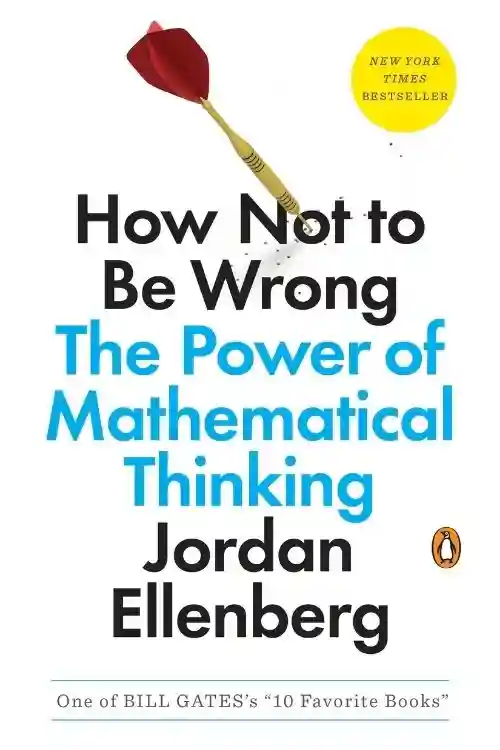 NEW YORK
TIMES
BESTSELLER
How Not to
Be Wrong
The Power of
Mathematical
Thinking
Jordan
Ellenberg
One of BILL GATES's “10 Favorite Books”